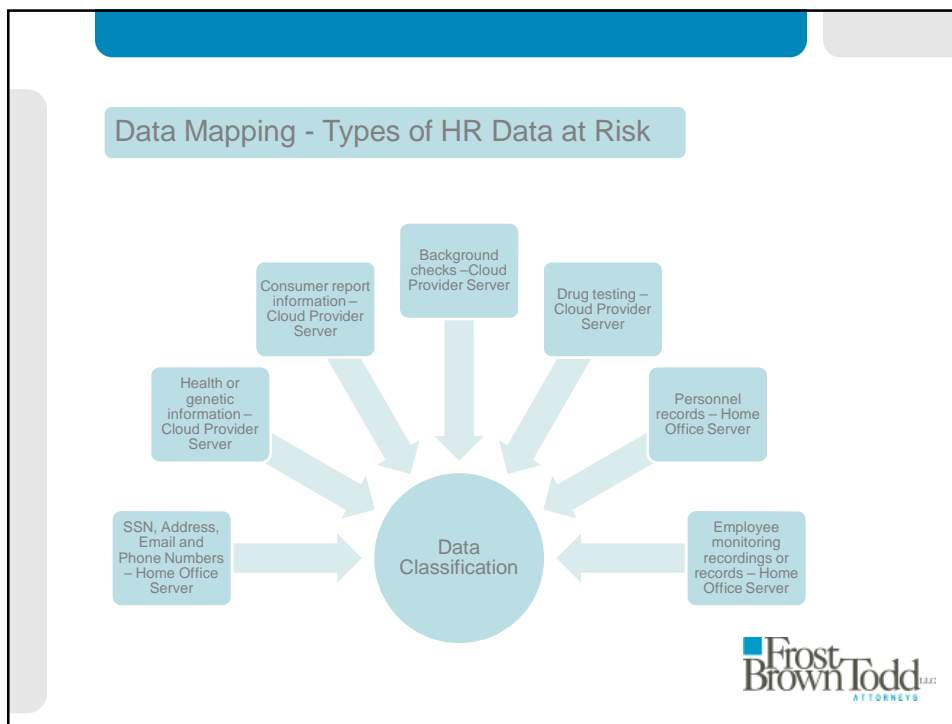 Data Mapping - Types of HR Data at Risk
Background
checks –Cloud
Provider Server
Consumer report
information –
Cloud Provider
Server
Drug testing –
Cloud Provider
Server
Health or
genetic
information –
Cloud Provider
Server
Personnel
records – Home
Office Server
SSN, Address,
Email and
Phone Numbers
– Home Office
Server
Data
Classification
Employee
monitoring
recordings or
records – Home
Office Server
Frost
Brown Todd LLC
ATTORNEYS